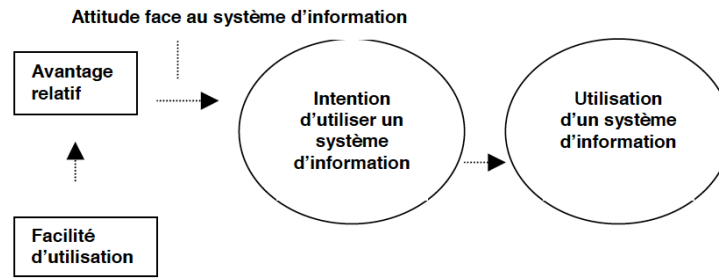 Attitude face au système d'information
Avantage
relatif
Intention
d'utiliser un
système
d'information
Utilisation
d'un système
d'information
Facilité
d'utilisation